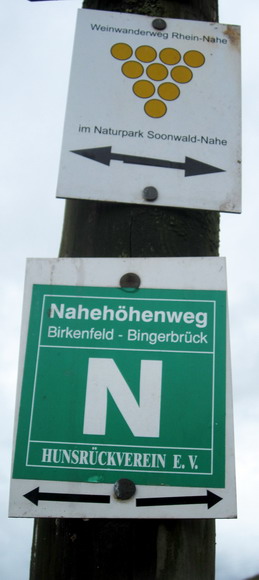 Weinwanderweg Rhein-Nahe
im Naturpark Soonwald-Nahe
Nahehöhenweg
Birkenfeld - Bingerbrück
N
HUNSRÜCKVEREIN E. V.